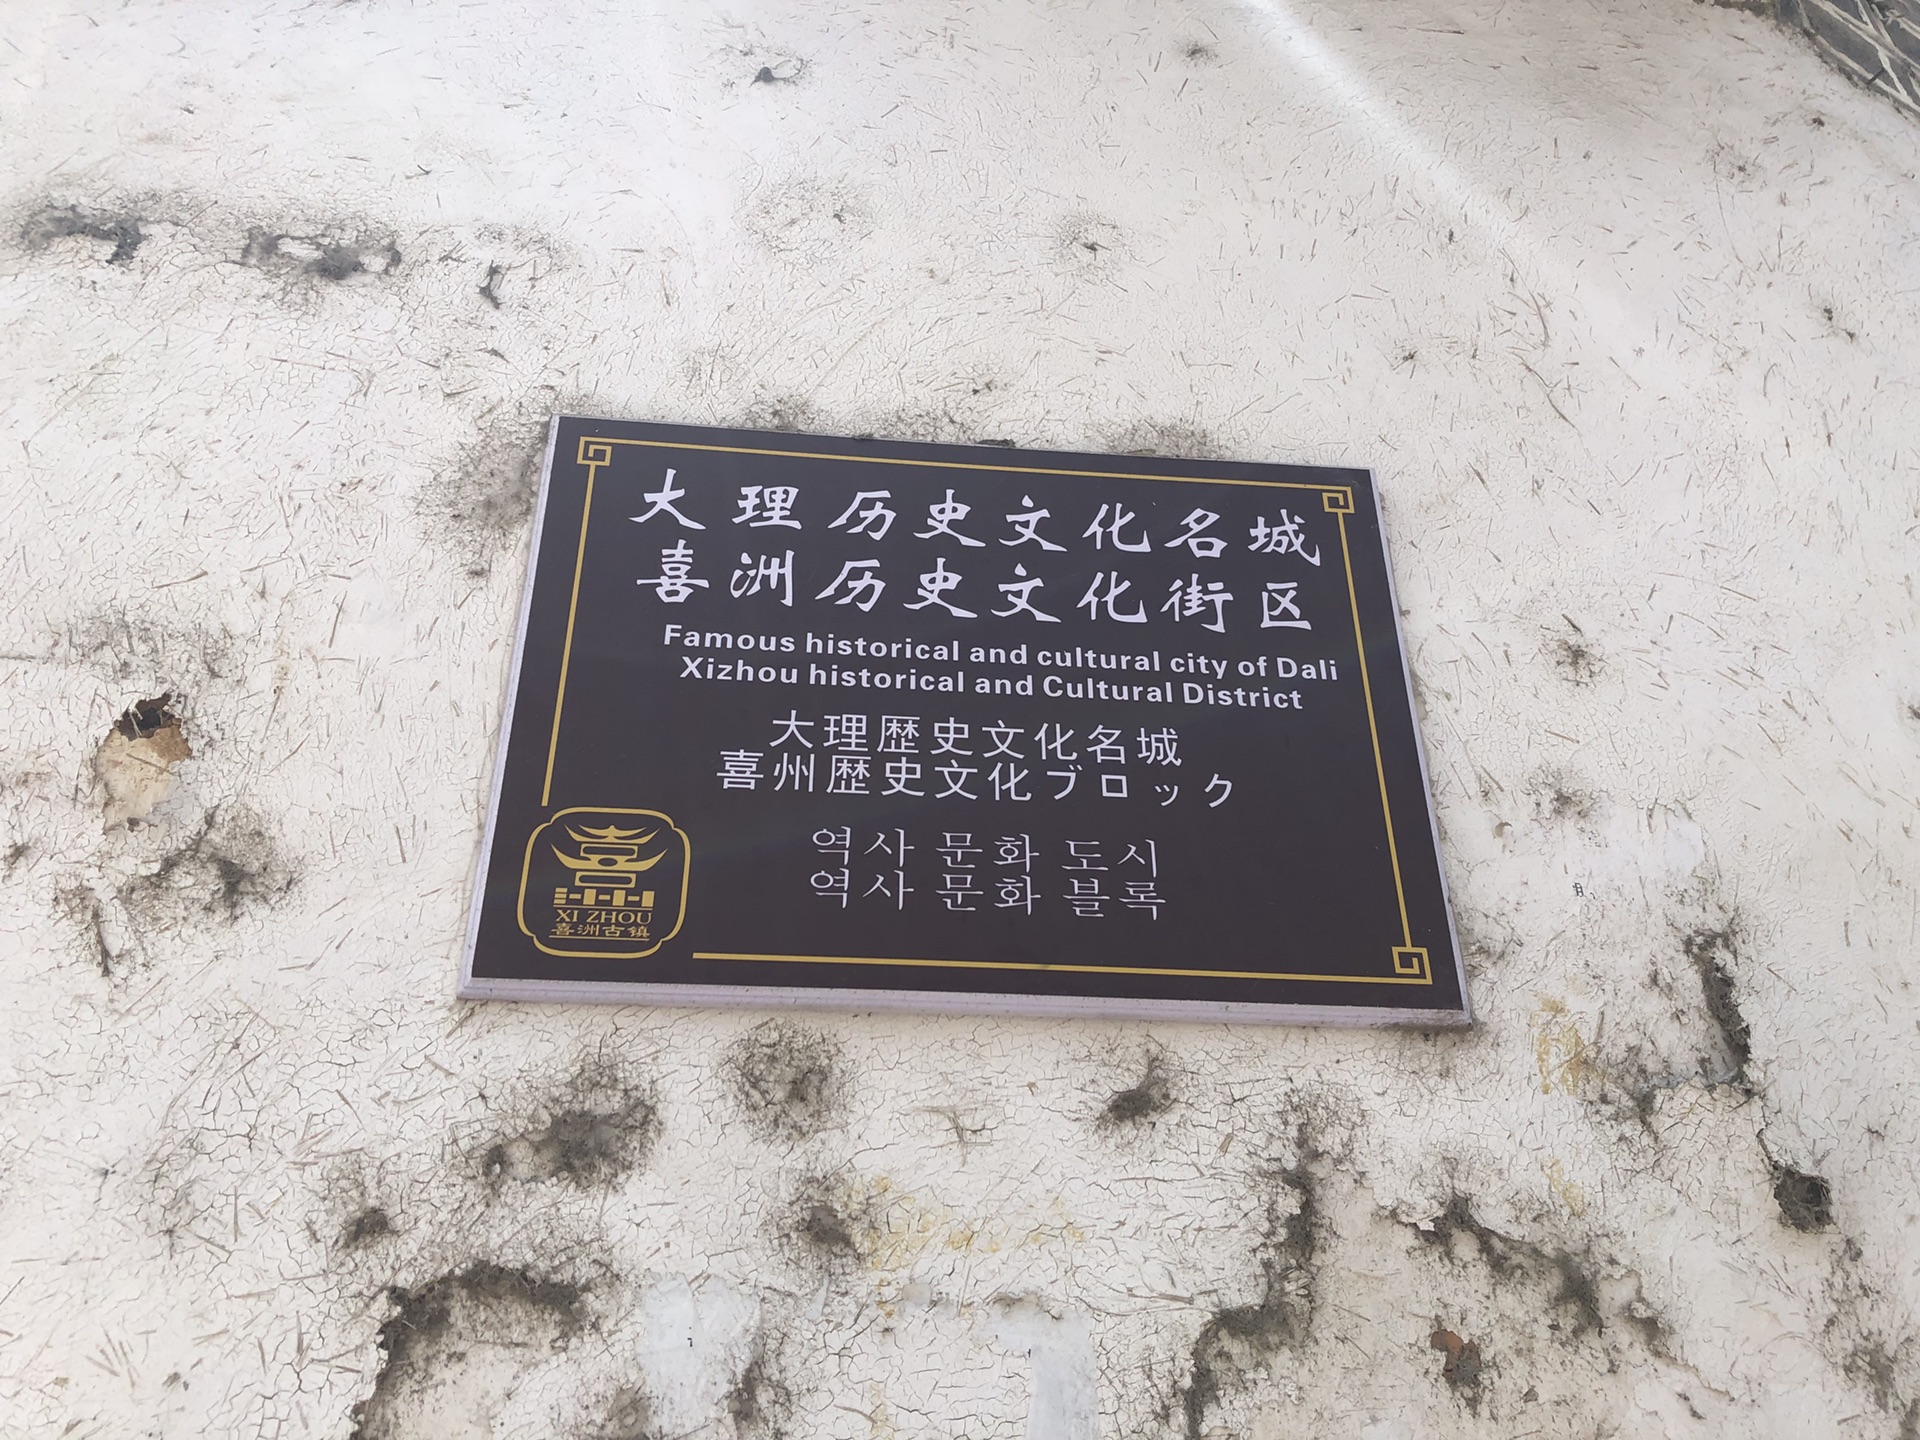 大理历史文化名城
喜洲历史文化街区
Famous historical and cultural city of Dali
Xizhou historical and Cultural District
大理歴史文化名城
喜州歴史文化ブロック
역사 문화 도시
역사 문화 블록
喜洲
XI ZHOU
喜洲古镇